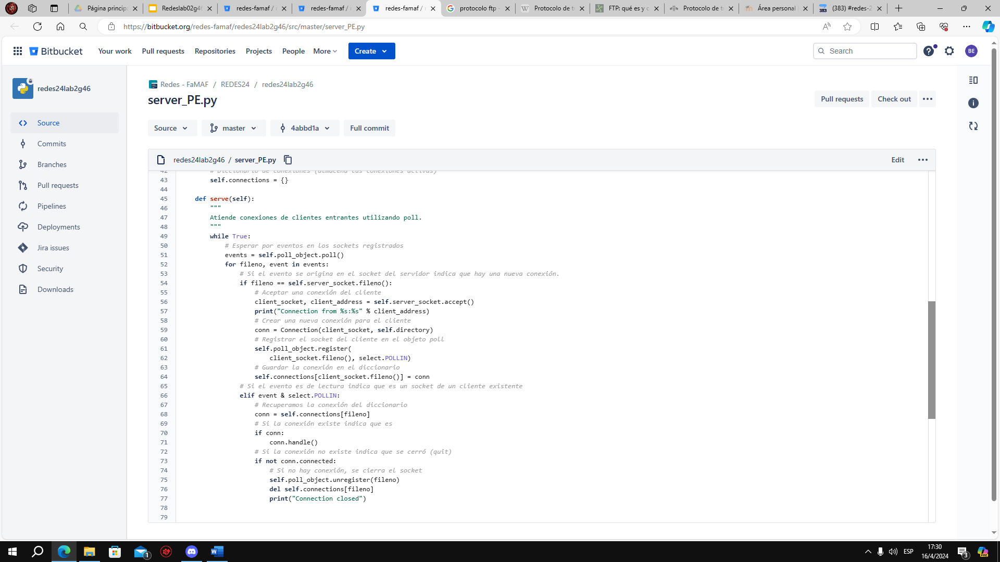 Página princip
Redeslab02g4
redes-famaf /
redes-famaf /
redes-famaf /
protocolo ftp -
Protocolo de t
FTP: qué es y c
Protocolo de t
Área personal
383
(383) #redes-2
https://bitbucket.org/redes-famaf/redes24lab2g46/src/master/server_PE.py
Bitbucket
Your work
Pull requests
Repositories
Projects
People
More
Create
Search
BE
redes24lab2g46
Source
Commits
Branches
Pull requests
Pipelines
Deployments
Jira issues
Security
Downloads
Redes - FaMAF / REDES24 / redes24lab2g46
server_PE.py
Pull requests
Check out
Source
master
4abbd1a
Full commit
redes24lab2g46 / server_PE.py
Edit
42 # Diccionario de conexiones (almacena las conexiones activas)
43 self.connections = {}
44
45 def serve(self):
46 """
47 Atiende conexiones de clientes entrantes utilizando poll.
48 """
49 while True:
50 # Esperar por eventos en los sockets registrados
51 events = self.poll_object.poll()
52 for fileno, event in events:
53 # Si el evento se origina en el socket del servidor indica que hay una nueva conexión.
54 if fileno == self.server_socket.fileno():
55 # Aceptar una conexión del cliente
56 client_socket, client_address = self.server_socket.accept()
57 print("Connection from %s:%s" % client_address)
58 # Crear una nueva conexión para el cliente
59 conn = Connection(client_socket, self.directory)
60 # Registrar el socket del cliente en el objeto poll
61 self.poll_object.register(
62 client_socket.fileno(), select.POLLIN)
63 # Guardar la conexión en el diccionario
64 self.connections[client_socket.fileno()] = conn
65 # Si el evento es de lectura indica que es un socket de un cliente existente
66 elif event & select.POLLIN:
67 # Recuperamos la conexión del diccionario
68 conn = self.connections[fileno]
69 # Si la conexión existe indica que es
70 if conn:
71 conn.handle()
72 # Si la conexión no existe indica que se cerró (quit)
73 if not conn.connected:
74 # Si no hay conexión, se cierra el socket
75 self.poll_object.unregister(fileno)
76 del self.connections[fileno]
77 print("Connection closed")
78
79
1
ESP
17:30
16/4/2024
3